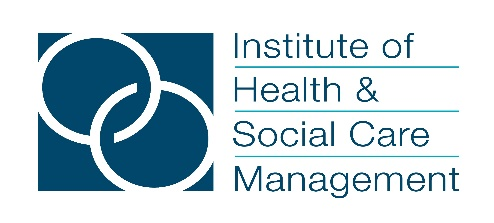 Institute of
Health &
Social Care
Management